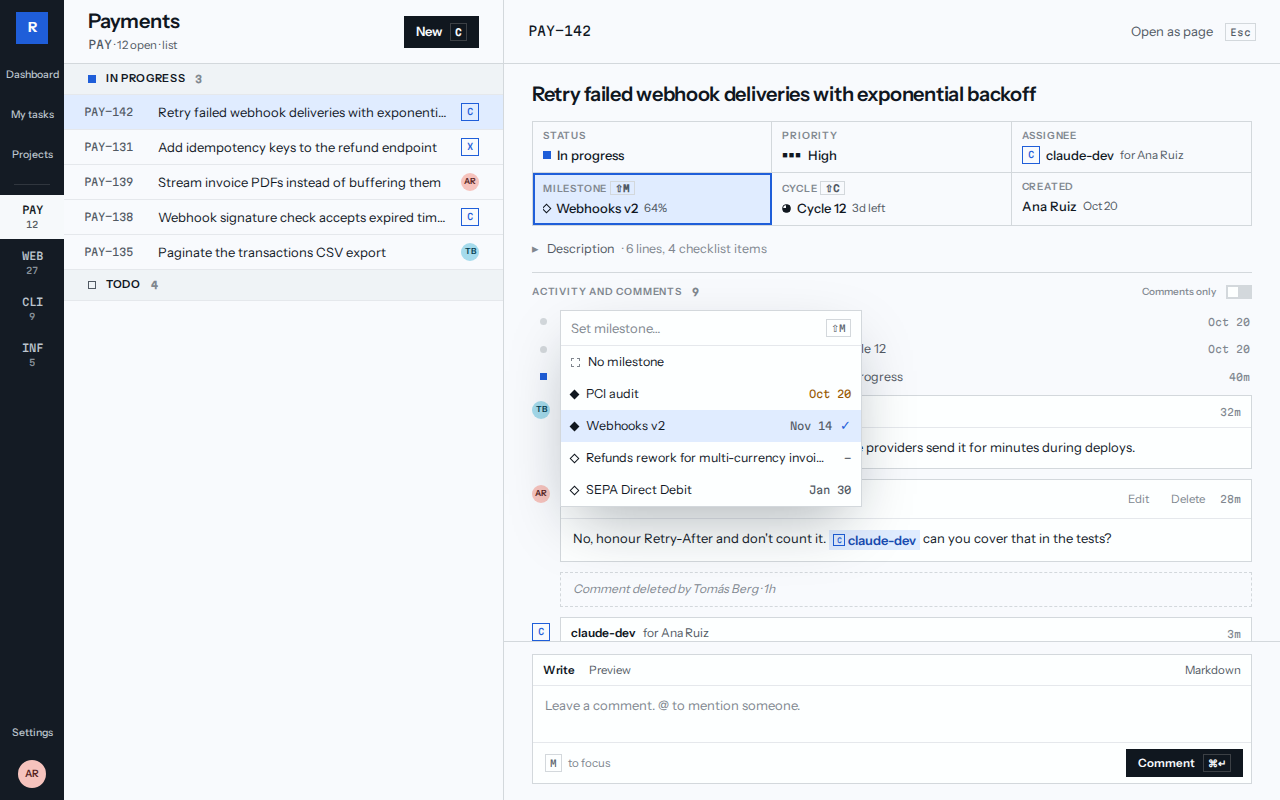 R
Dashboard
My tasks
Projects
PAY
12
WEB
27
CLI
9
INF
5
Settings
AR
Payments
PAY · 12 open · list
New C
IN PROGRESS 3
PAY-142 Retry failed webhook deliveries with exponenti… C
PAY-131 Add idempotency keys to the refund endpoint X
PAY-139 Stream invoice PDFs instead of buffering them AR
PAY-138 Webhook signature check accepts expired tim… C
PAY-135 Paginate the transactions CSV export TB
TODO 4
PAY-142
Open as page Esc
Retry failed webhook deliveries with exponential backoff
STATUS
In progress
PRIORITY
High
ASSIGNEE
C claude-dev for Ana Ruiz
MILESTONE ⇧M
Webhooks v2 64%
CYCLE ⇧C
Cycle 12 3d left
CREATED
Ana Ruiz Oct 20
▸ Description · 6 lines, 4 checklist items
ACTIVITY AND COMMENTS 9
Comments only
Oct 20
le 12 Oct 20
rogress 40m
Set milestone… ⇧M
No milestone
PCI audit Oct 20
Webhooks v2 Nov 14 ✓
Refunds rework for multi-currency invoi… –
SEPA Direct Debit Jan 30
TB 32m
providers send it for minutes during deploys.
AR Edit Delete 28m
No, honour Retry-After and don't count it. C claude-dev can you cover that in the tests?
Comment deleted by Tomás Berg · 1h
C claude-dev for Ana Ruiz 3m
Write Preview Markdown
Leave a comment. @ to mention someone.
M to focus
Comment ⌘↵